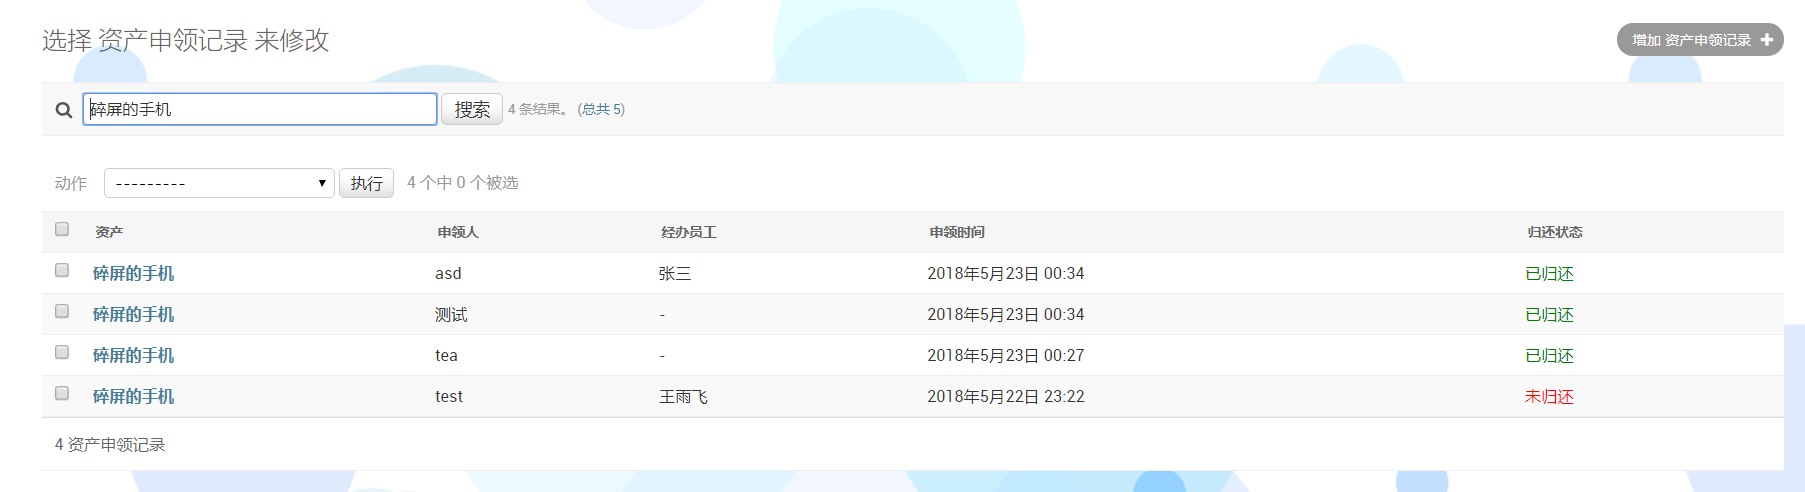 选择 资产申领记录 来修改
增加 资产申领记录
碎屏的手机 搜索 4 条结果。 (总共 5)
动作 --------- 执行 4 个中 0 个被选
资产 申领人 经办员工 申领时间 归还状态
碎屏的手机 asd 张三 2018年5月23日 00:34 已归还
碎屏的手机 测试 - 2018年5月23日 00:34 已归还
碎屏的手机 tea - 2018年5月23日 00:27 已归还
碎屏的手机 test 王雨飞 2018年5月22日 23:22 未归还
4 资产申领记录